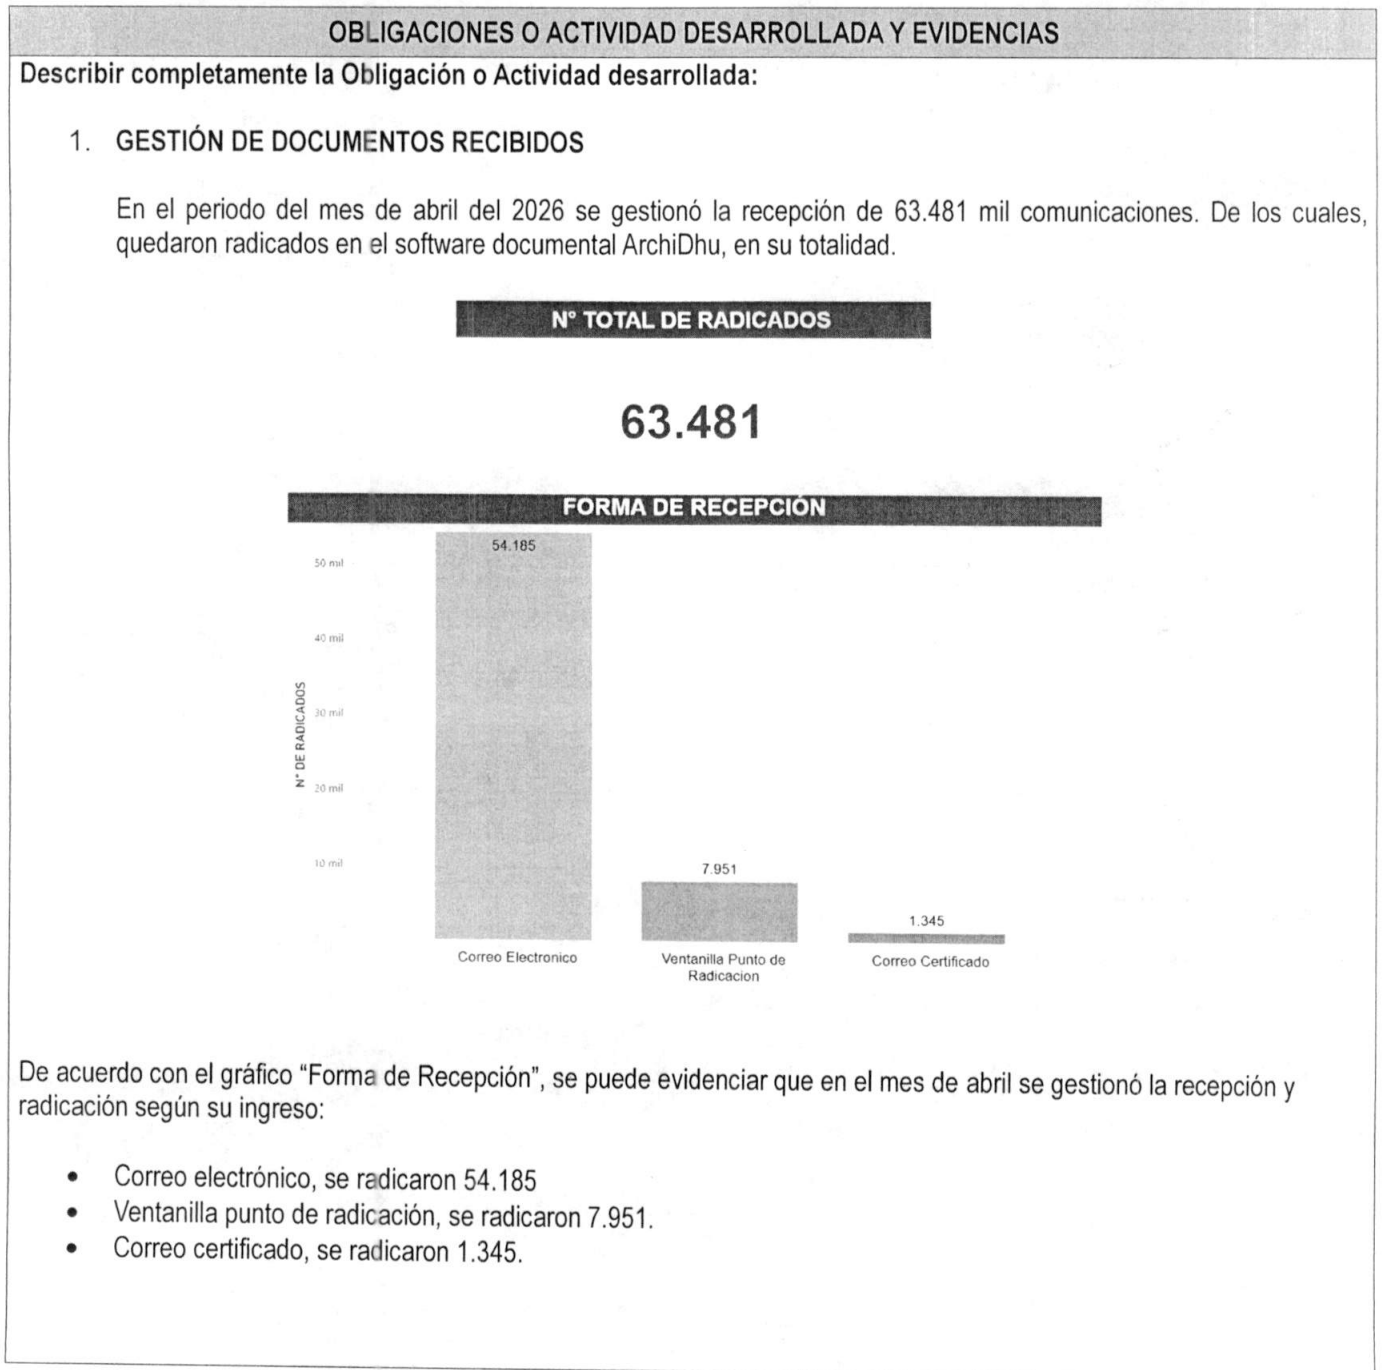 OBLIGACIONES O ACTIVIDAD DESARROLLADA Y EVIDENCIAS
Describir completamente la Obligación o Actividad desarrollada:
1. GESTIÓN DE DOCUMENTOS RECIBIDOS
En el periodo del mes de abril del 2026 se gestionó la recepción de 63.481 mil comunicaciones. De los cuales,
quedaron radicados en el software documental ArchiDhu, en su totalidad.
N° TOTAL DE RADICADOS
63.481
FORMA DE RECEPCIÓN
54.185
50 mil
40 mil
30 mil
20 mil
10 mil
N° DE RADICADOS
7.951
1.345
Correo Electronico
Ventanilla Punto de
Radicacion
Correo Certificado
De acuerdo con el gráfico “Forma de Recepción”, se puede evidenciar que en el mes de abril se gestionó la recepción y
radicación según su ingreso:
• Correo electrónico, se radicaron 54.185
• Ventanilla punto de radicación, se radicaron 7.951.
• Correo certificado, se radicaron 1.345.